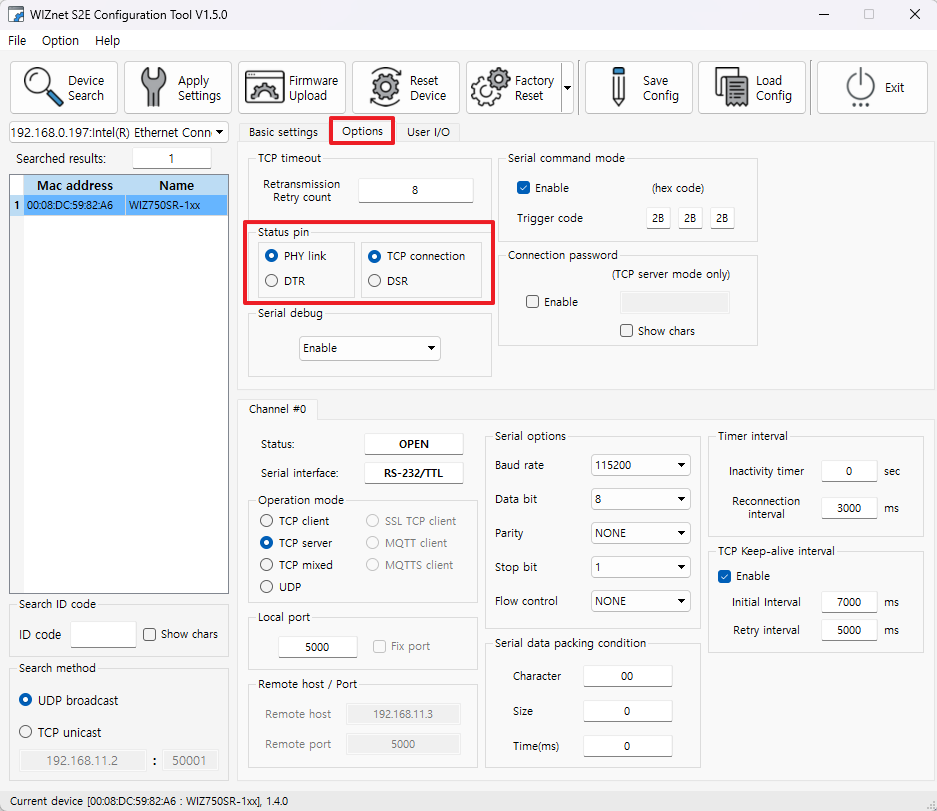 WIZnet S2E Configuration Tool V1.5.0
File Option Help
Device Search
Apply Settings
Firmware Upload
Reset Device
Factory Reset
Save Config
Load Config
Exit
192.168.0.197:Intel(R) Ethernet Conn
Searched results: 1
Mac address Name
1 00:08:DC:59:82:A6 WIZ750SR-1xx
Search ID code
ID code Show chars
Search method
UDP broadcast
TCP unicast
192.168.11.2 : 50001
Basic settings Options User I/O
TCP timeout
Retransmission
Retry count 8
Status pin
PHY link TCP connection
DTR DSR
Serial debug
Enable
Serial command mode
Enable (hex code)
Trigger code 2B 2B 2B
Connection password
(TCP server mode only)
Enable
Show chars
Channel #0
Status: OPEN
Serial interface: RS-232/TTL
Operation mode
TCP client SSL TCP client
TCP server MQTT client
TCP mixed MQTTS client
UDP
Local port
5000 Fix port
Remote host / Port
Remote host 192.168.11.3
Remote port 5000
Serial options
Baud rate 115200
Data bit 8
Parity NONE
Stop bit 1
Flow control NONE
Serial data packing condition
Character 00
Size 0
Time(ms) 0
Timer interval
Inactivity timer 0 sec
Reconnection
interval 3000 ms
TCP Keep-alive interval
Enable
Initial Interval 7000 ms
Retry interval 5000 ms
Current device [00:08:DC:59:82:A6 : WIZ750SR-1xx], 1.4.0